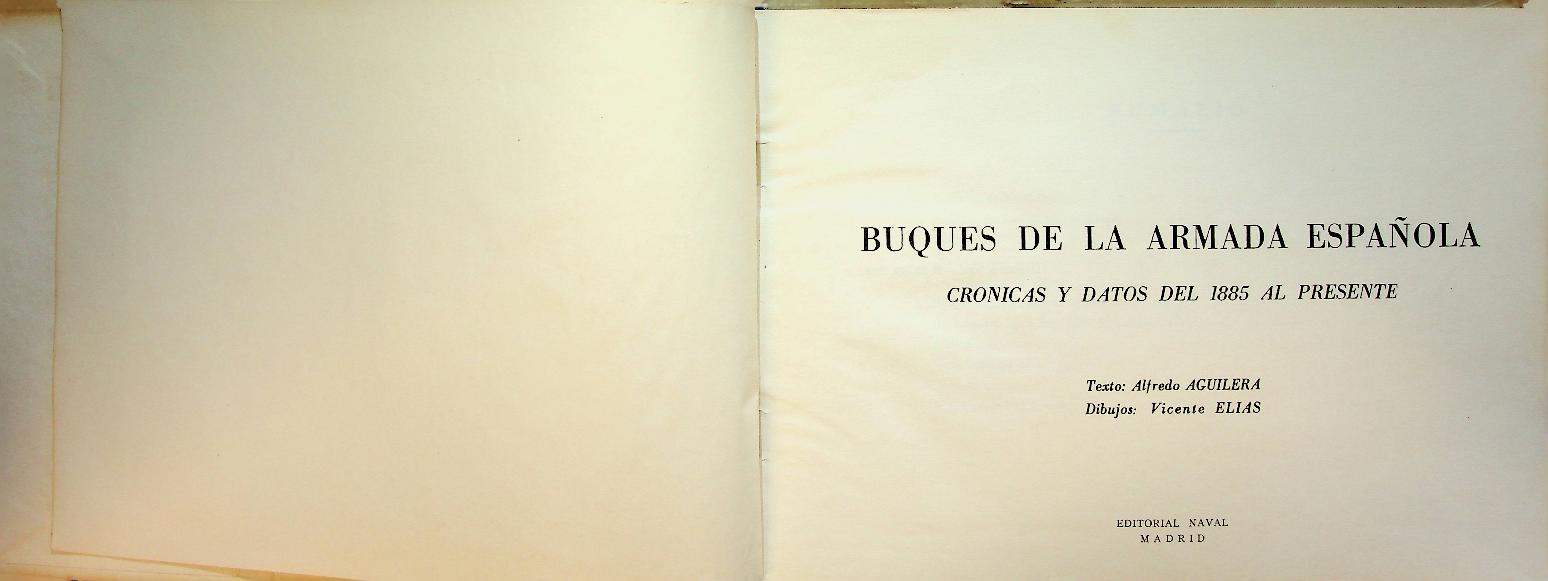 BUQUES DE LA ARMADA ESPAÑOLA
CRONICAS Y DATOS DEL 1885 AL PRESENTE
Texto: Alfredo AGUILERA
Dibujos: Vicente ELIAS
EDITORIAL NAVAL
MADRID